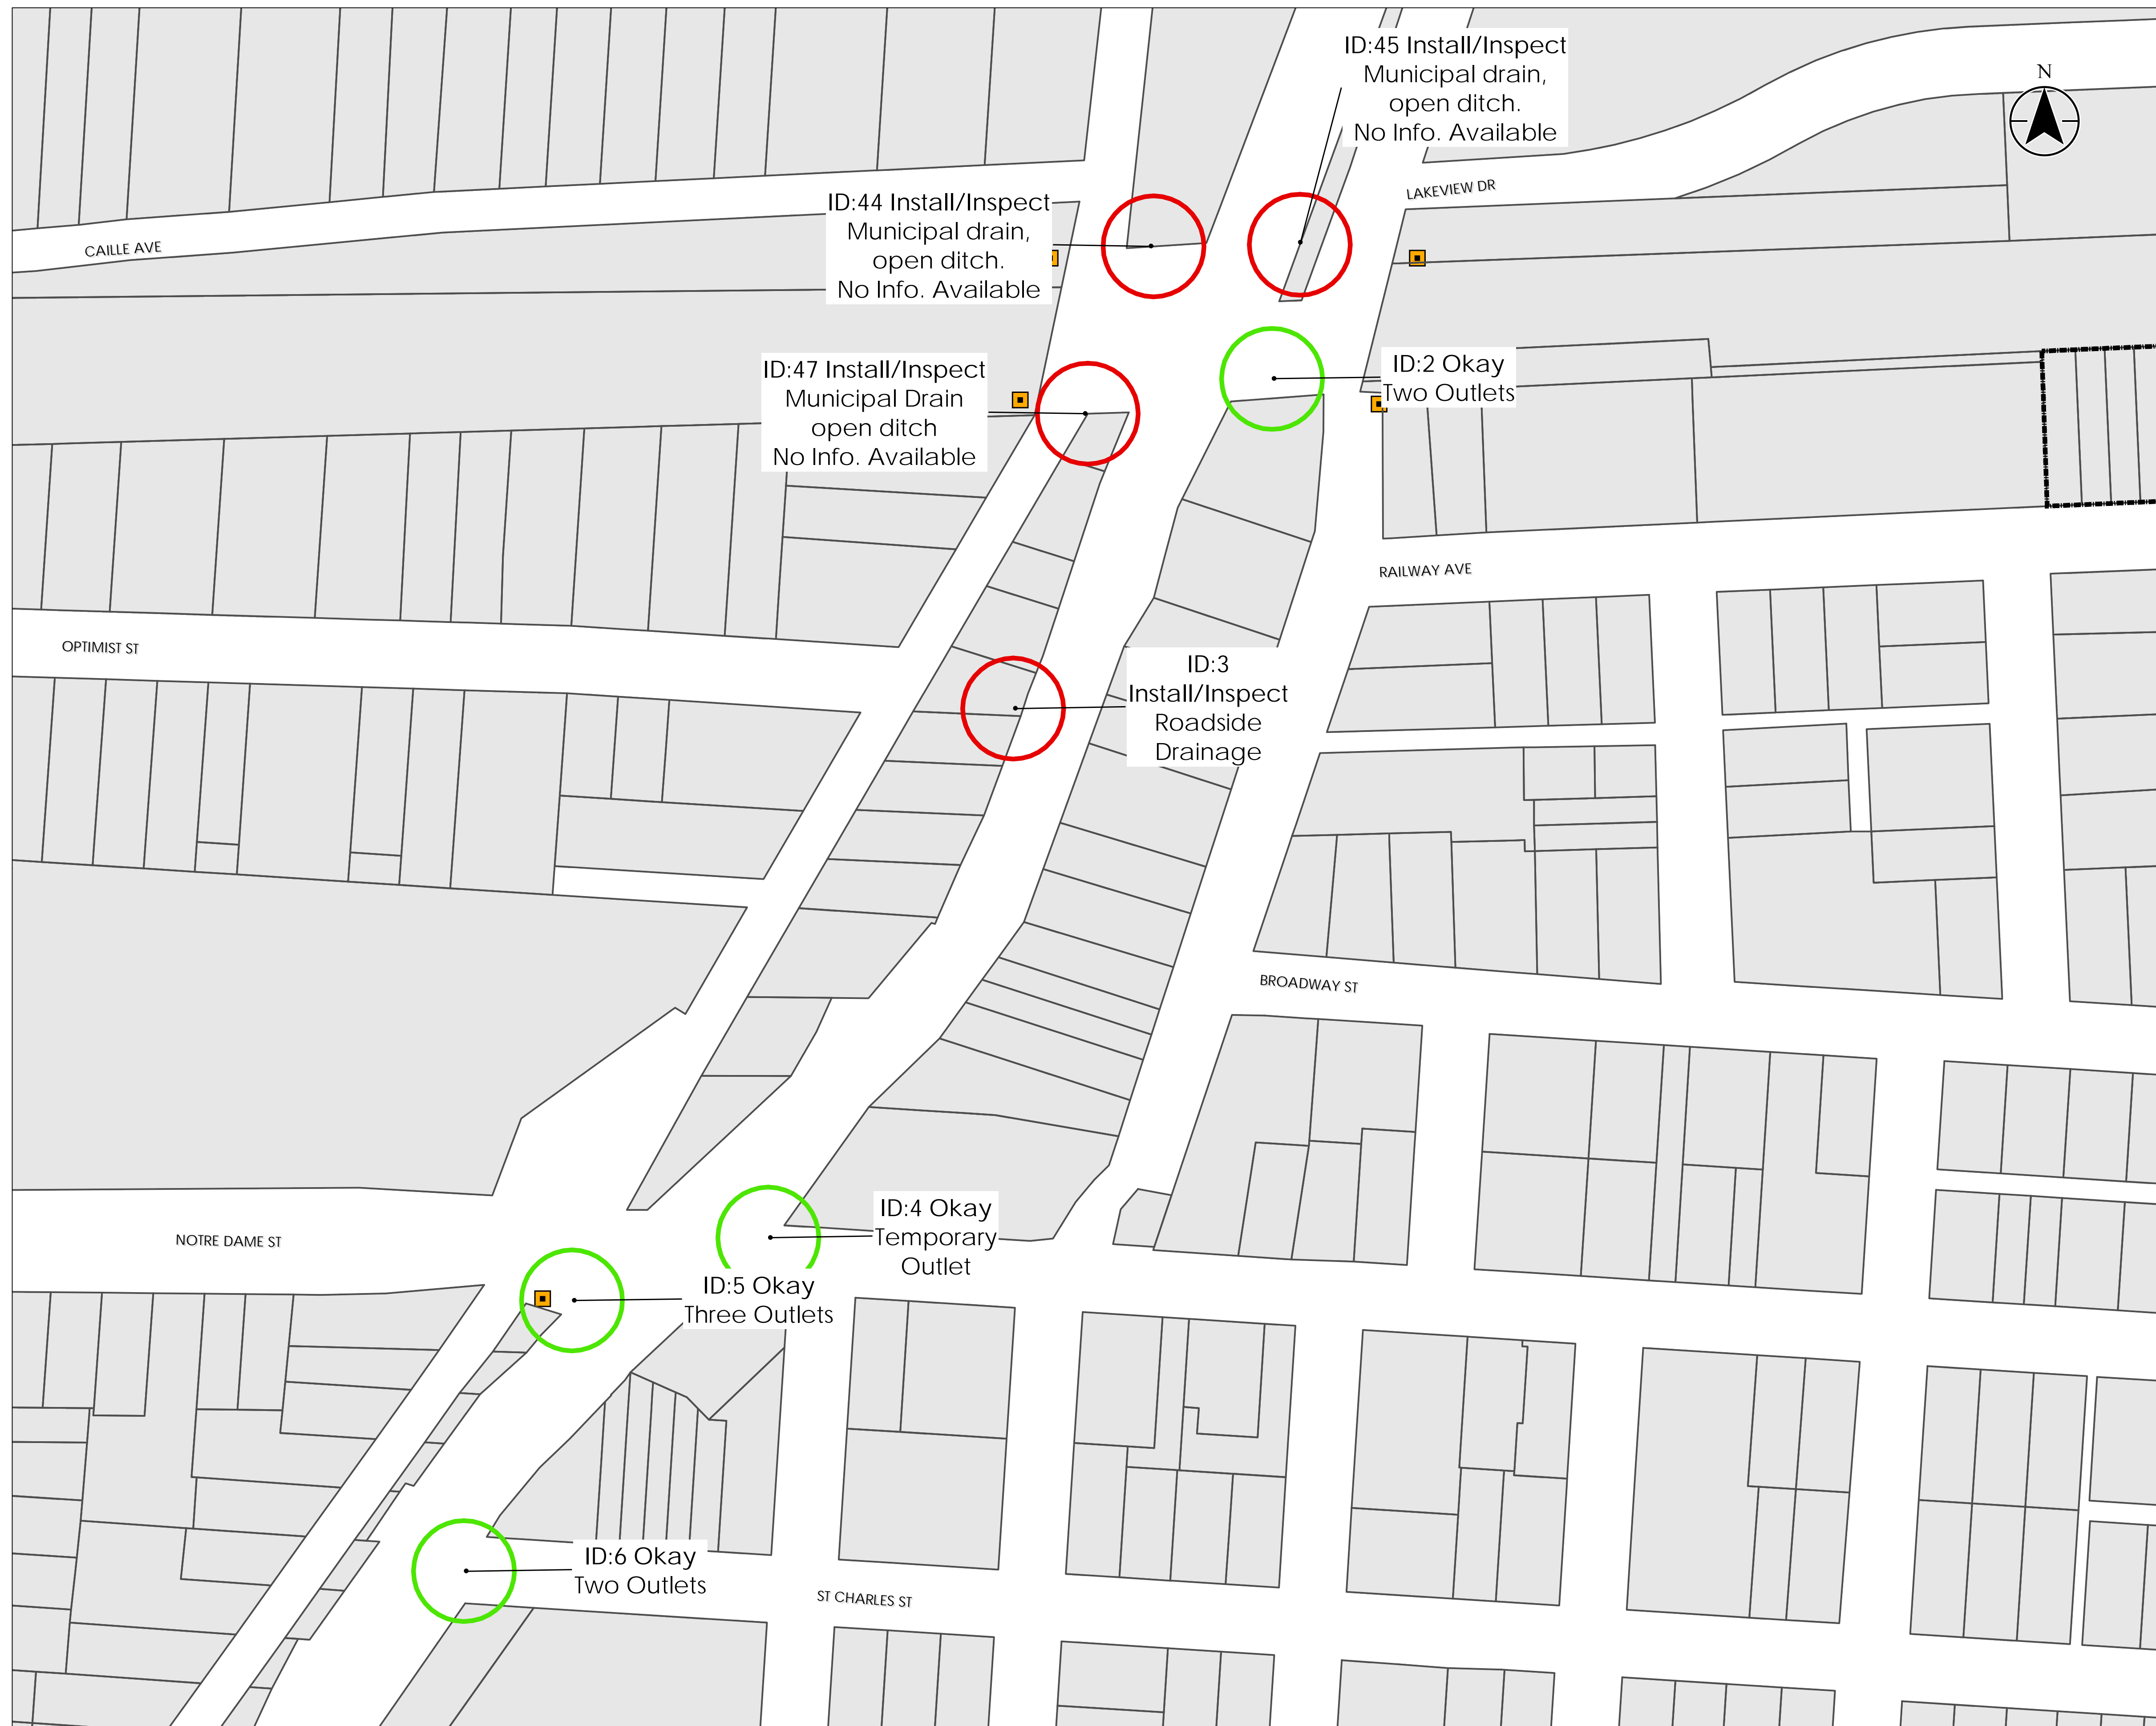 ID:45 Install/Inspect
Municipal drain,
open ditch.
No Info. Available
N
LAKEVIEW DR
ID:44 Install/Inspect
Municipal drain,
open ditch.
No Info. Available
CAILLE AVE
ID:2 Okay
Two Outlets
ID:47 Install/Inspect
Municipal Drain
open ditch
No Info. Available
RAILWAY AVE
OPTIMIST ST
ID:3
Install/Inspect
Roadside
Drainage
BROADWAY ST
ID:4 Okay
Temporary
Outlet
NOTRE DAME ST
ID:5 Okay
Three Outlets
ID:6 Okay
Two Outlets
ST CHARLES ST